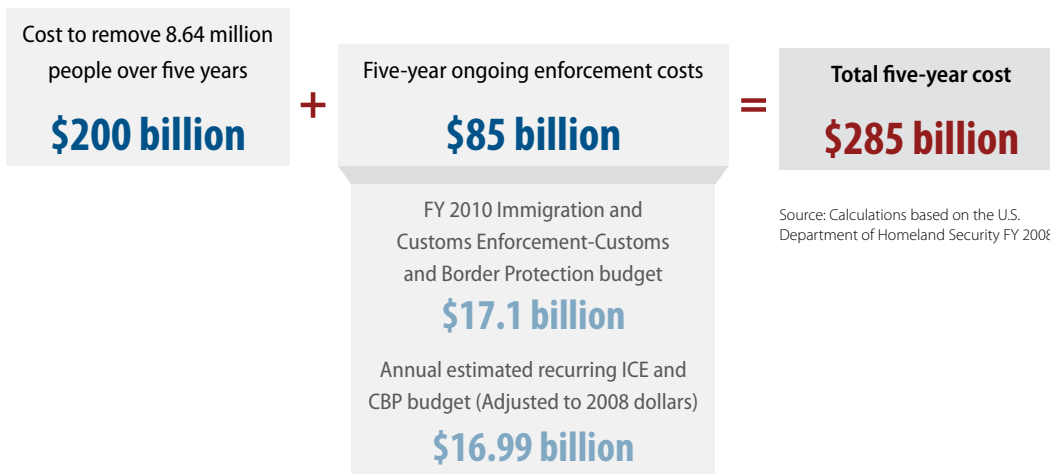 Cost to remove 8.64 million
people over five years
$200 billion
+
Five-year ongoing enforcement costs
$85 billion
FY 2010 Immigration and
Customs Enforcement-Customs
and Border Protection budget
$17.1 billion
Annual estimated recurring ICE and
CBP budget (Adjusted to 2008 dollars)
$16.99 billion
=
Total five-year cost
$285 billion
Source: Calculations based on the U.S.
Department of Homeland Security FY 2008